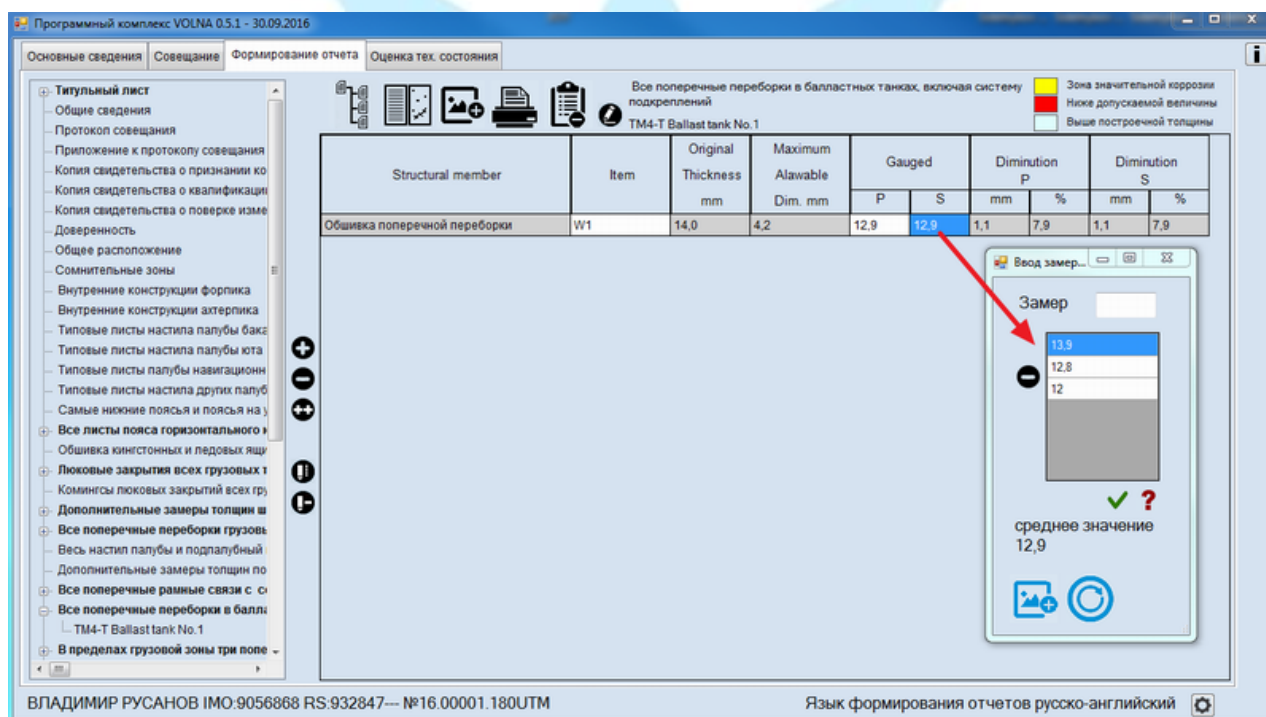 Программный комплекс VOLNA 0.5.1 - 30.09.2016
Основные сведения
Совещание
Формирование отчета
Оценка тех. состояния
Титульный лист
Общие сведения
Протокол совещания
Приложение к протоколу совещания
Копия свидетельства о признании ко
Копия свидетельства о квалификаци
Копия свидетельства о поверке изме
Доверенность
Общее расположение
Сомнительные зоны
Внутренние конструкции форпика
Внутренние конструкции ахтерпика
Типовые листы настила палубы бака
Типовые листы настила палубы юта
Типовые листы палубы навигационн
Типовые листы настила других палуб
Самые нижние поясья и поясья на у
Все листы пояса горизонтального к
Обшивка кингстонных и ледовых ящи
Люковые закрытия всех грузовых т
Комингсы люковых закрытий всех гру
Дополнительные замеры толщин ш
Все поперечные переборки грузовь
Весь настил палубы и подпалубный
Дополнительные замеры толщин по
Все поперечные рамные связи с со
Все поперечные переборки в балла
TM4-T Ballast tank No.1
В пределах грузовой зоны три попе
Все поперечные переборки в балластных танках, включая систему
подкреплений
TM4-T Ballast tank No.1
Зона значительной коррозии
Ниже допускаемой величины
Выше построечной толщины
Structural member
Item
Original Thickness
mm
Maximum Alawable
Dim. mm
Gauged
P
S
Diminution P
mm
%
Diminution S
mm
%
Обшивка поперечной переборки W1 14,0 4,2 12,9 12,9 1,1 7,9 1,1 7,9
Ввод замер...
Замер
13,9
12,8
12
среднее значение
12,9
ВЛАДИМИР РУСАНОВ IMO:9056868 RS:932847--- №16.00001.180UTM
Язык формирования отчетов русско-английский